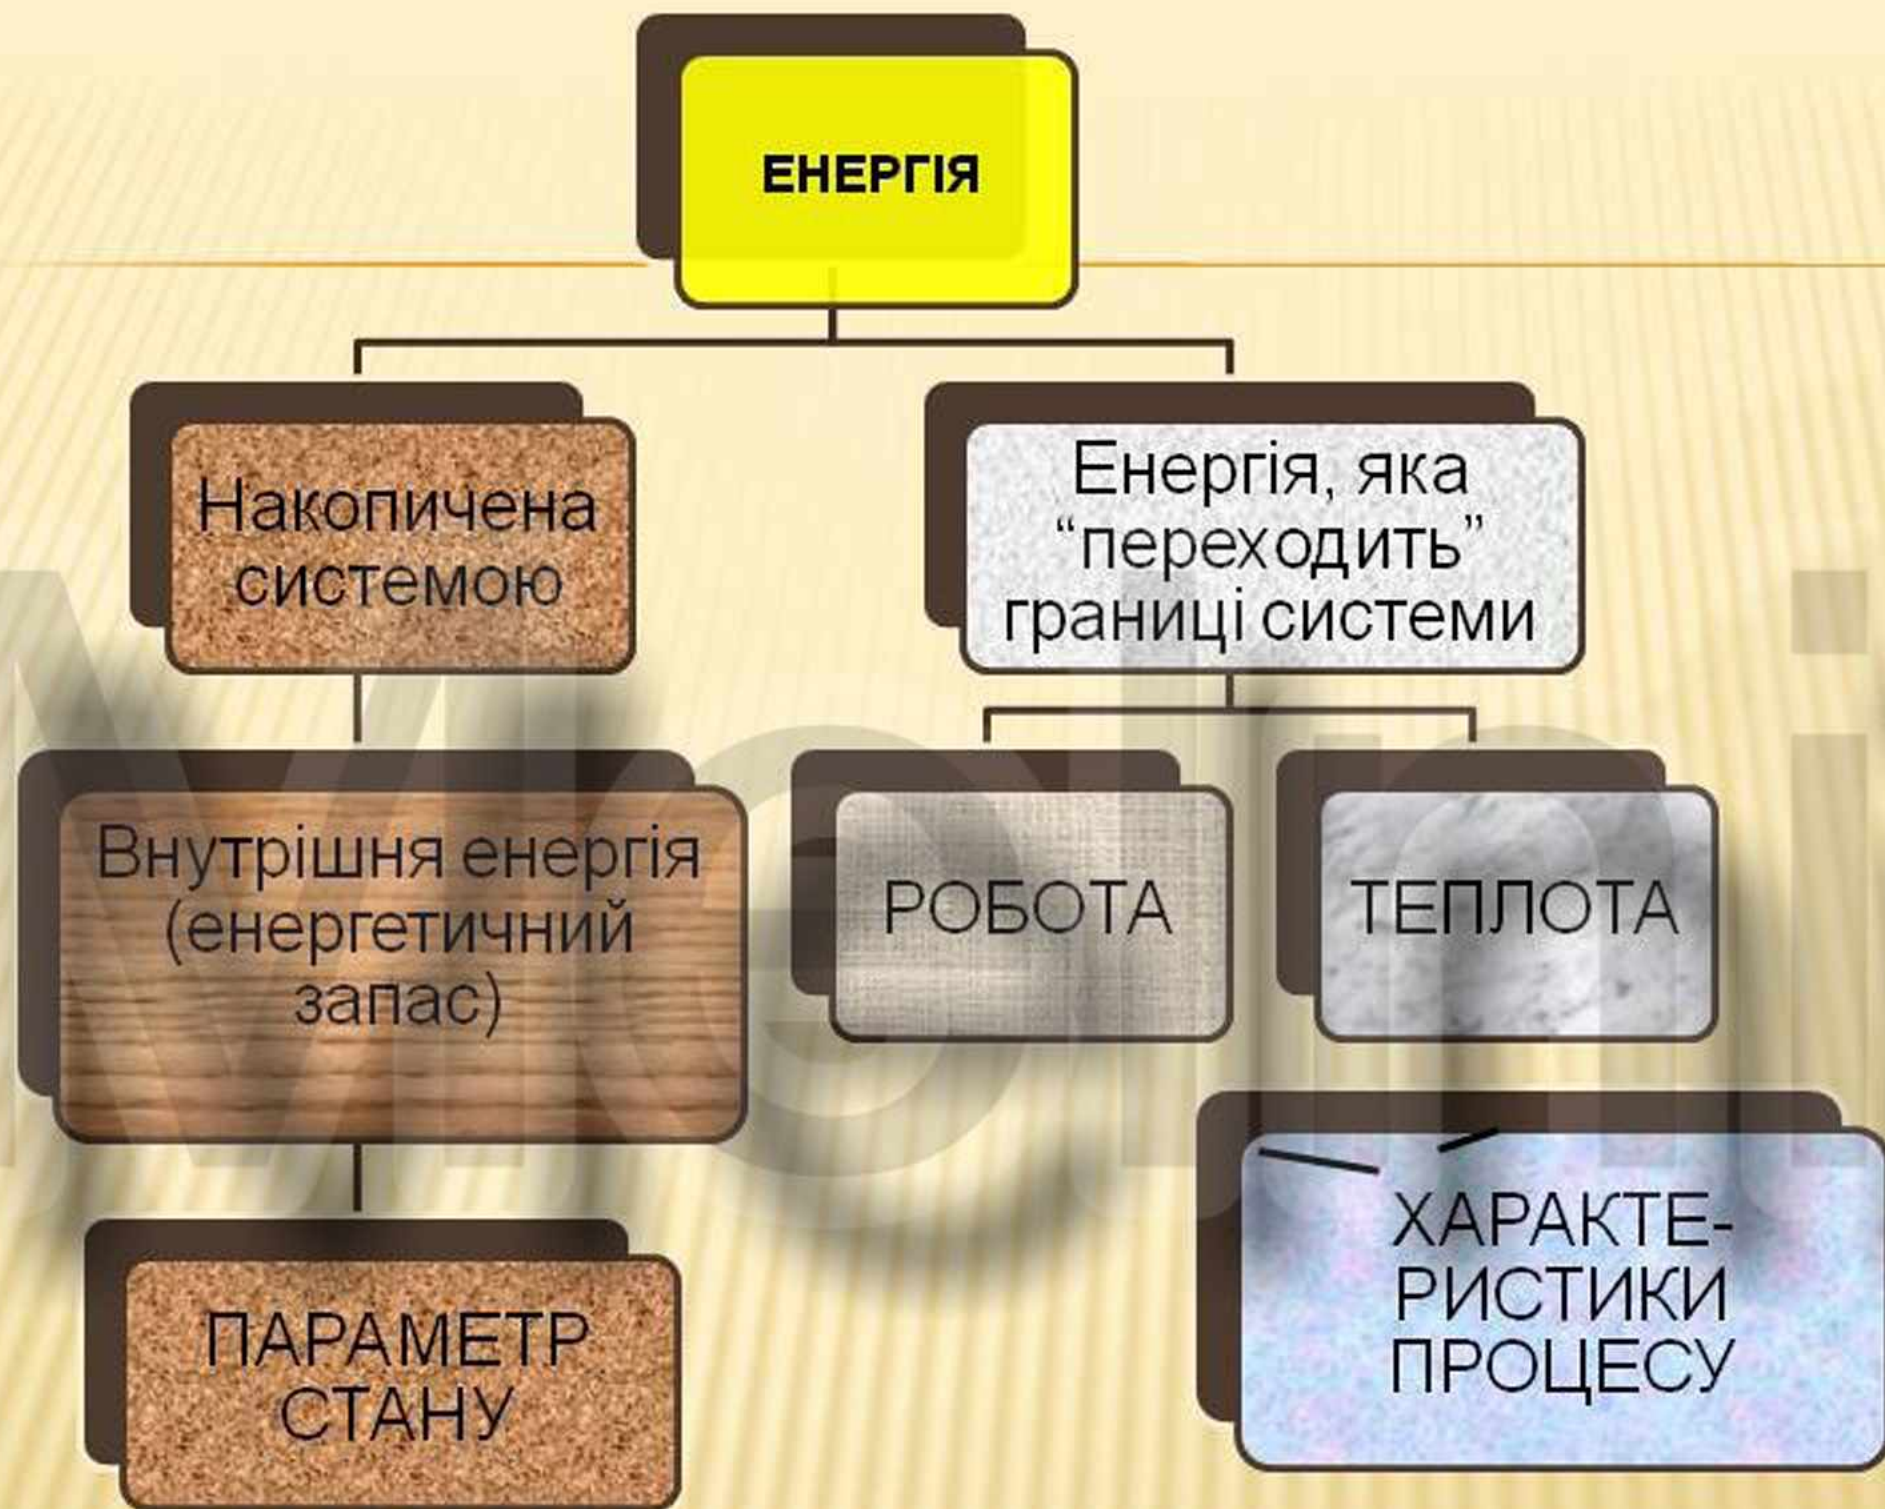 ЕНЕРГІЯ
Накопичена
системою
Енергія, яка
“переходить”
границі системи
Внутрішня енергія
(енергетичний
запас)
РОБОТА
ТЕПЛОТА
ПАРАМЕТР
СТАНУ
ХАРАКТЕ-
РИСТИКИ
ПРОЦЕСУ